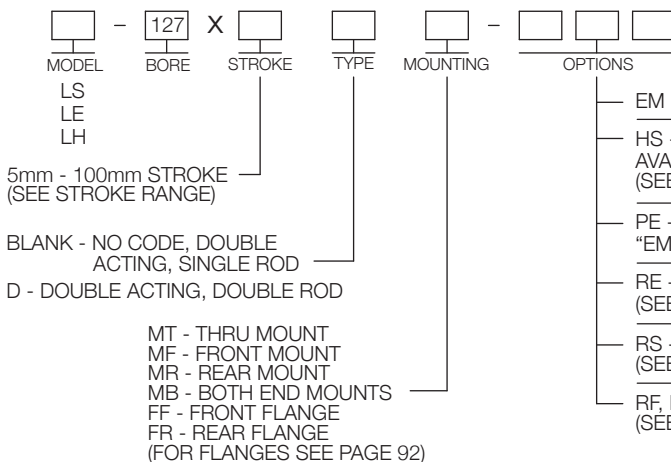 – 127 X –
MODEL BORE STROKE TYPE MOUNTING OPTIONS
LS
LE
LH
5mm - 100mm STROKE
(SEE STROKE RANGE)
BLANK - NO CODE, DOUBLE
ACTING, SINGLE ROD
D - DOUBLE ACTING, DOUBLE ROD
MT - THRU MOUNT
MF - FRONT MOUNT
MR - REAR MOUNT
MB - BOTH END MOUNTS
FF - FRONT FLANGE
FR - REAR FLANGE
(FOR FLANGES SEE PAGE 92)
EM
HS -
PE -
“EM
RE -
RS -
RF,